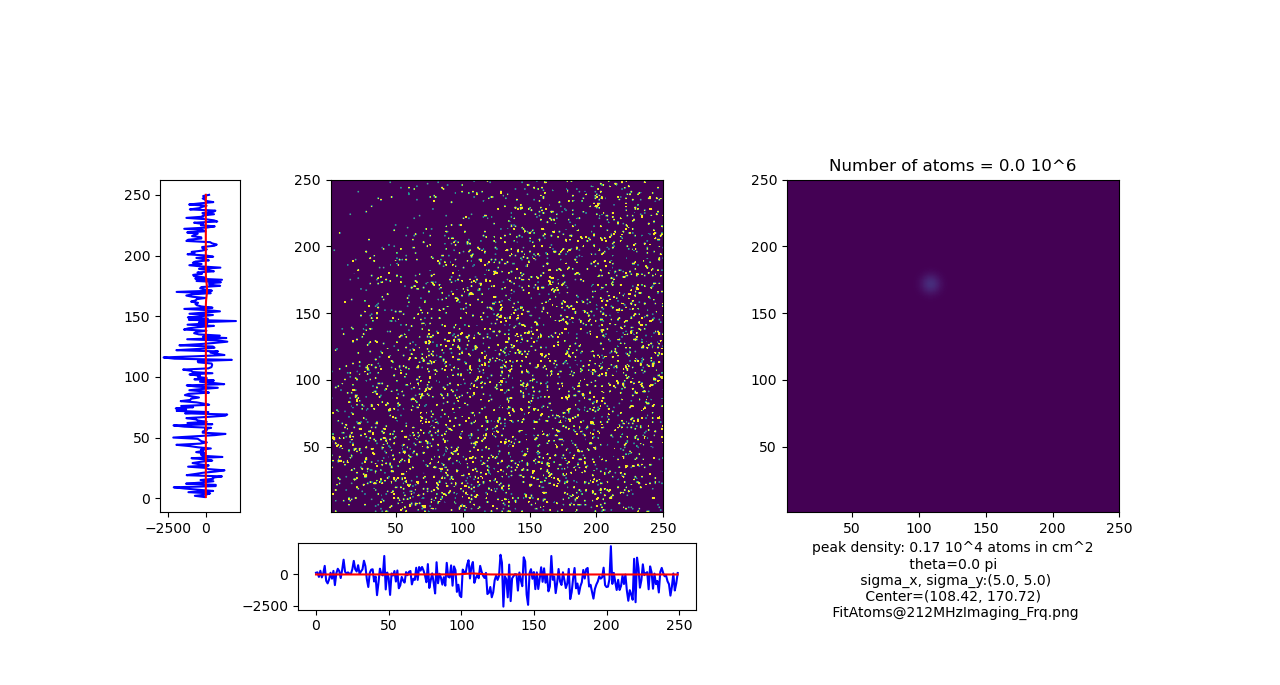 Number of atoms = 0.0 10^6
250
200
150
100
50
0
−2500 0
250
200
150
100
50
50 100 150 200 250
250
200
150
100
50
50 100 150 200 250
0
−2500
0 50 100 150 200 250
peak density: 0.17 10^4 atoms in cm^2
theta=0.0 pi
sigma_x, sigma_y:(5.0, 5.0)
Center=(108.42, 170.72)
FitAtoms@212MHzImaging_Frq.png